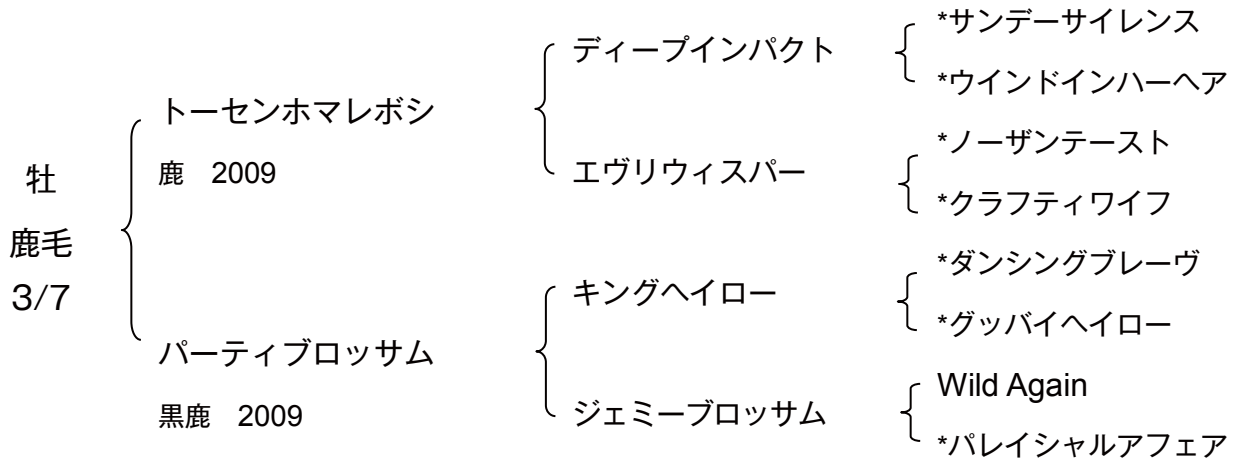 牡
鹿毛
3/7
トーセンホマレボシ
鹿 2009
パーティブロッサム
黒鹿 2009
ディープインパクト
エヴリウィスパー
キングヘイロー
ジェミーブロッサム
*サンデーサイレンス
*ウインドインハーヘア
*ノーザンテースト
*クラフティワイフ
*ダンシングブレーヴ
*グッバイヘイロー
Wild Again
*パレイシャルアフェア